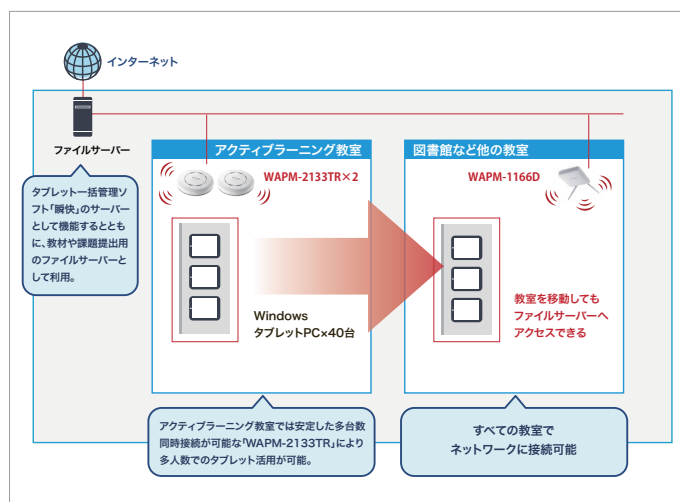 インターネット
ファイルサーバー
タブレット一括管理ソ
フト「瞬快」のサーバー
として機能するととも
に、教材や課題提出用
のファイルサーバーと
して利用。
アクティブラーニング教室
WAPM-2133TR×2
Windows
タブレットPC×40台
図書館など他の教室
WAPM-1166D
教室を移動しても
ファイルサーバーへ
アクセスできる
アクティブラーニング教室では安定した多台数
同時接続が可能な「WAPM-2133TR」により
多人数でのタブレット活用が可能。
すべての教室で
ネットワークに接続可能